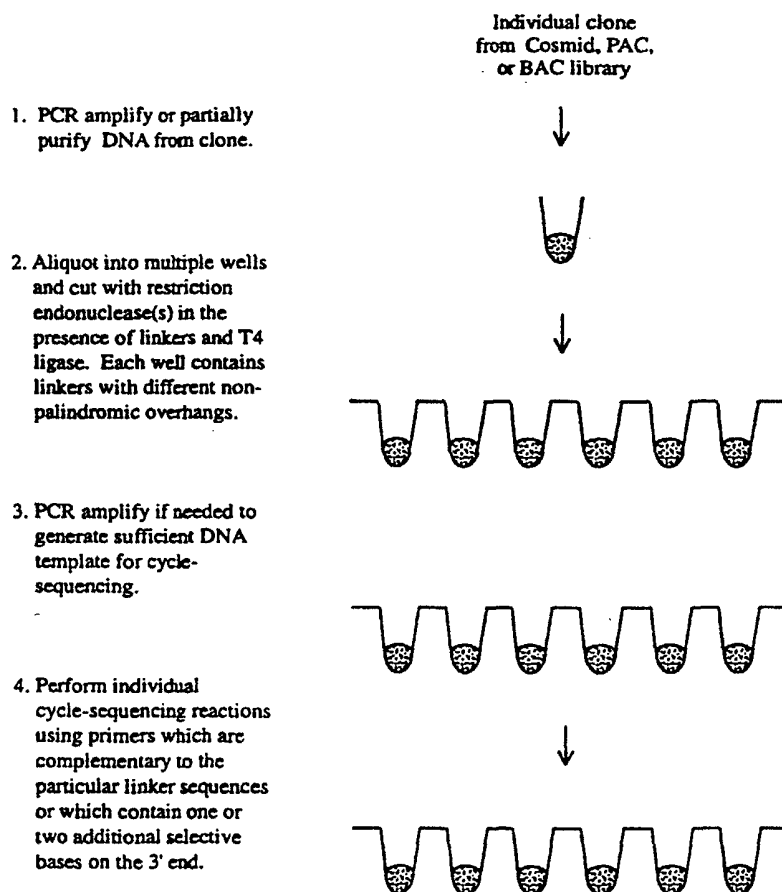 Individual clone
from Cosmid, PAC,
or BAC library
1. PCR amplify or partially
purify DNA from clone.
2. Aliquot into multiple wells
and cut with restriction
endonuclease(s) in the
presence of linkers and T4
ligase. Each well contains
linkers with different non-
palindromic overhangs.
3. PCR amplify if needed to
generate sufficient DNA
template for cycle-
sequencing.
4. Perform individual
cycle-sequencing reactions
using primers which are
complementary to the
particular linker sequences
or which contain one or
two additional selective
bases on the 3' end.